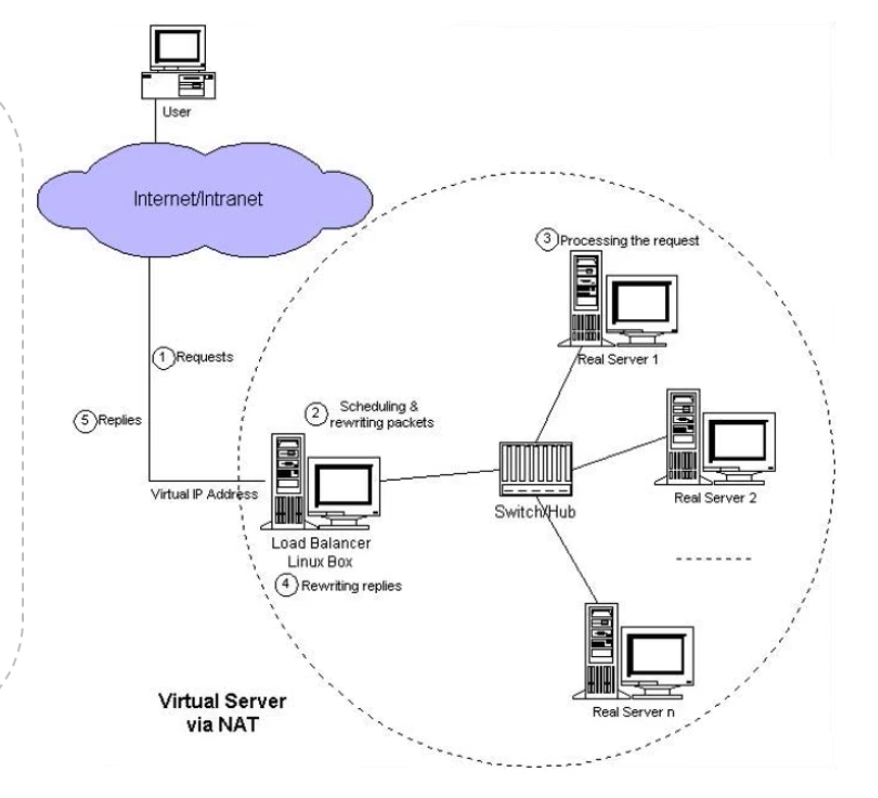 User
Internet/Intranet
3 Processing the request
Real Server 1
1 Requests
2 Scheduling &
rewriting packets
5 Replies
Real Server 2
Virtual IP Address
Switch/Hub
Load Balancer
Linux Box
4 Rewriting replies
Real Server n
Virtual Server
via NAT